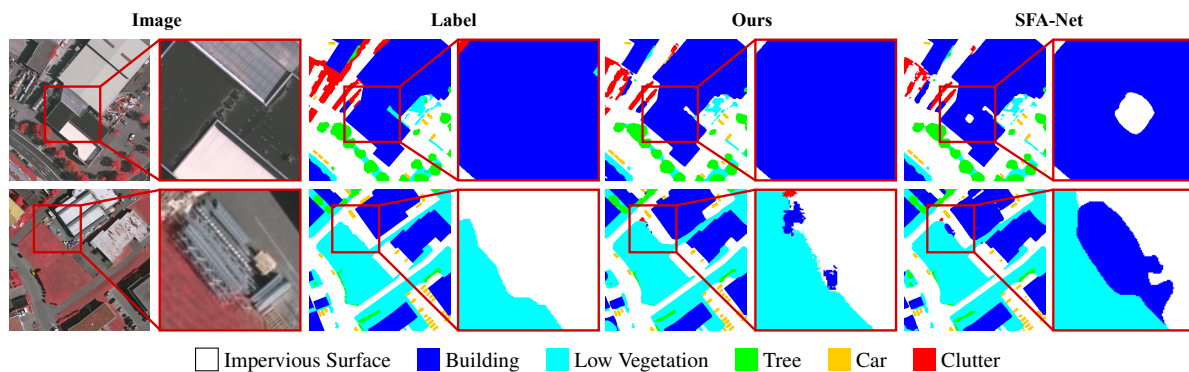 Image Label Ours SFA-Net
Impervious Surface Building Low Vegetation Tree Car Clutter